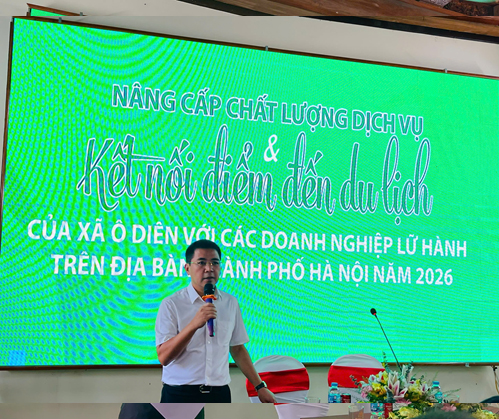 NÂNG CẤP CHẤT LƯỢNG DỊCH VỤ
&
Kết nối điểm đến du lịch
CỦA XÃ Ô DIÊN VỚI CÁC DOANH NGHIỆP LỮ HÀNH
TRÊN ĐỊA BÀN THÀNH PHỐ HÀ NỘI NĂM 2026